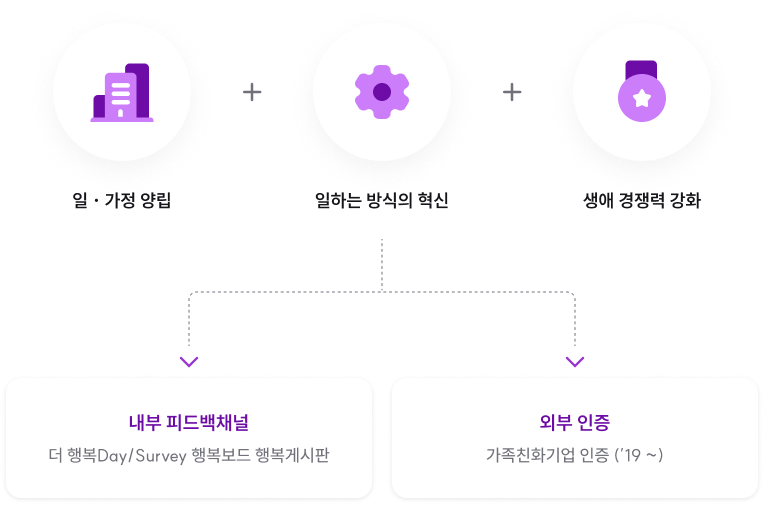 일 · 가정 양립
일하는 방식의 혁신
생애 경쟁력 강화
내부 피드백채널
더 행복Day/Survey 행복보드 행복게시판
외부 인증
가족친화기업 인증 (’19 ~)